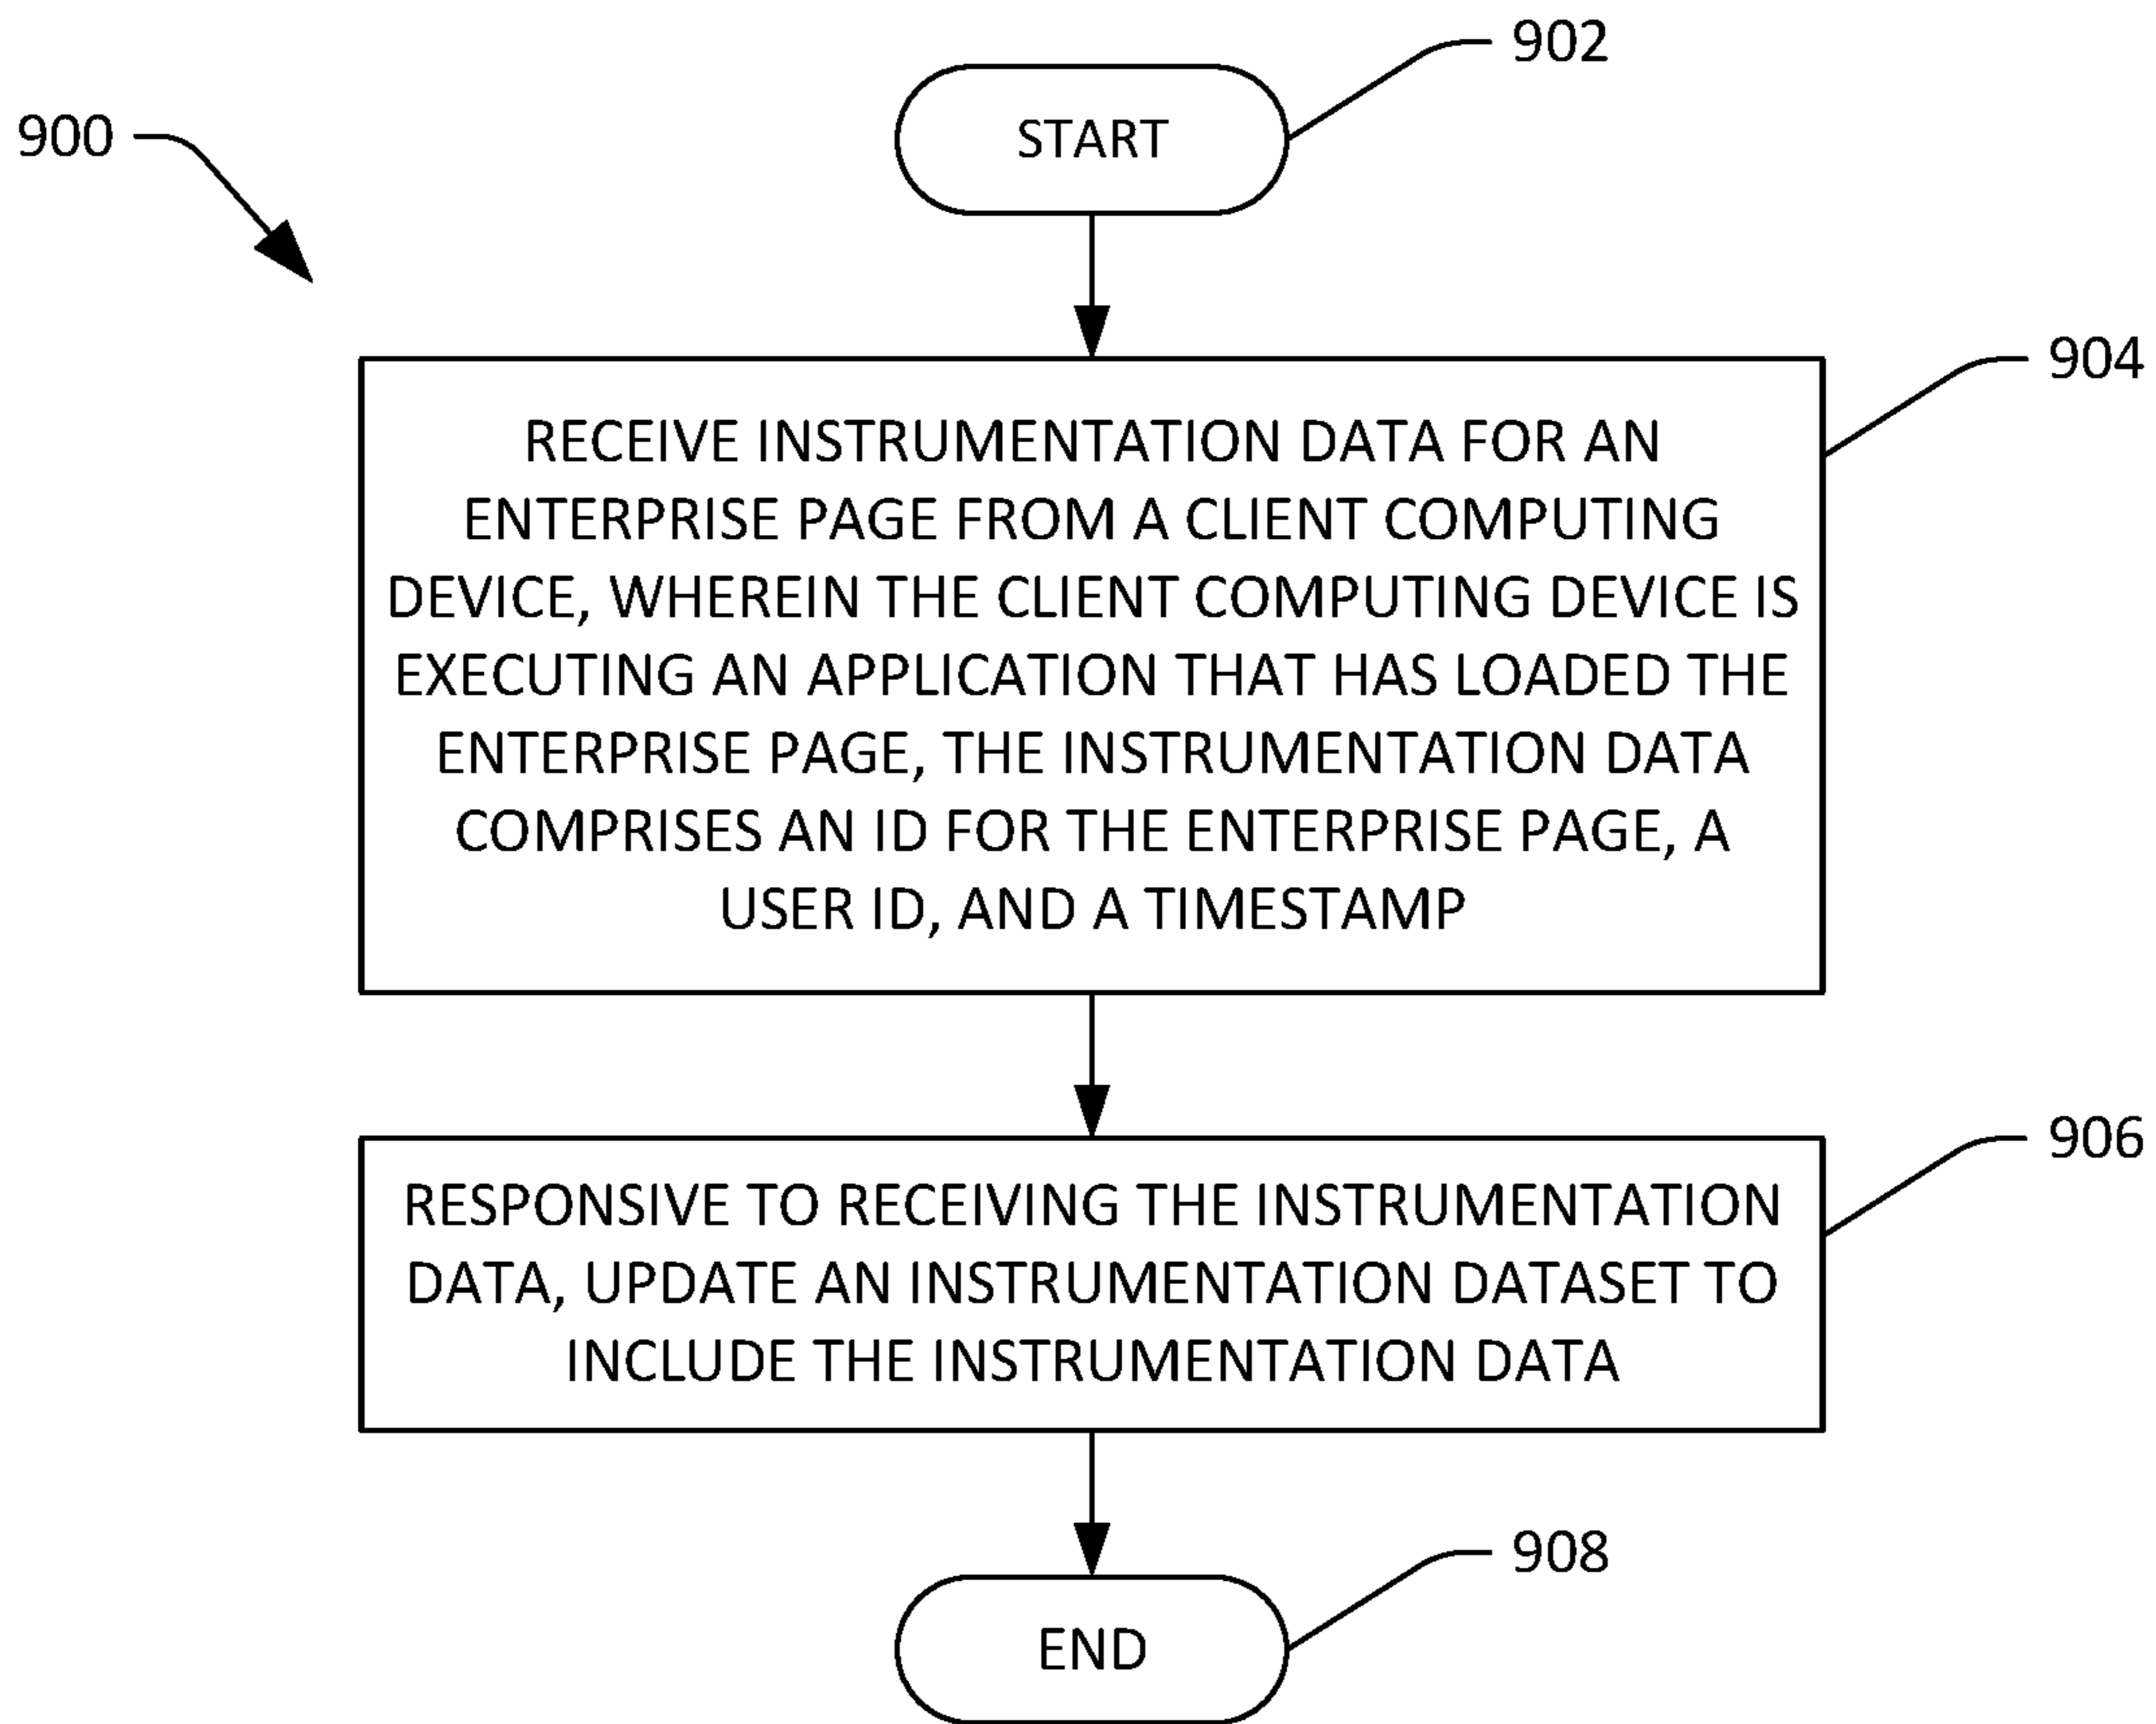 902
900
START
904
RECEIVE INSTRUMENTATION DATA FOR AN
ENTERPRISE PAGE FROM A CLIENT COMPUTING
DEVICE, WHEREIN THE CLIENT COMPUTING DEVICE IS
EXECUTING AN APPLICATION THAT HAS LOADED THE
ENTERPRISE PAGE, THE INSTRUMENTATION DATA
COMPRISES AN ID FOR THE ENTERPRISE PAGE, A
USER ID, AND A TIMESTAMP
906
RESPONSIVE TO RECEIVING THE INSTRUMENTATION
DATA, UPDATE AN INSTRUMENTATION DATASET TO
INCLUDE THE INSTRUMENTATION DATA
908
END